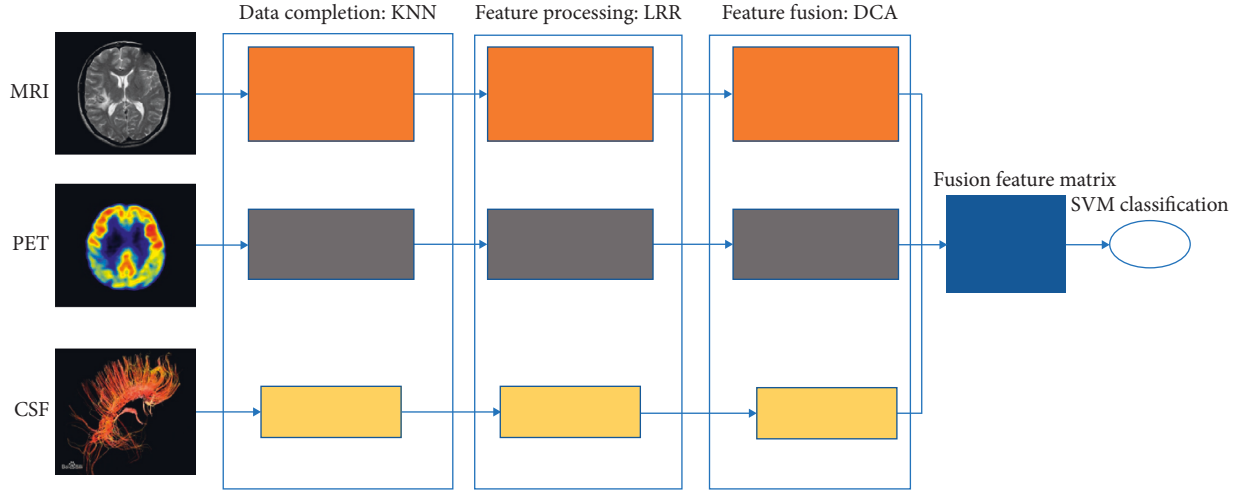 Data completion: KNN
Feature processing: LRR
Feature fusion: DCA
MRI
PET
Fusion feature matrix
SVM classification
CSF